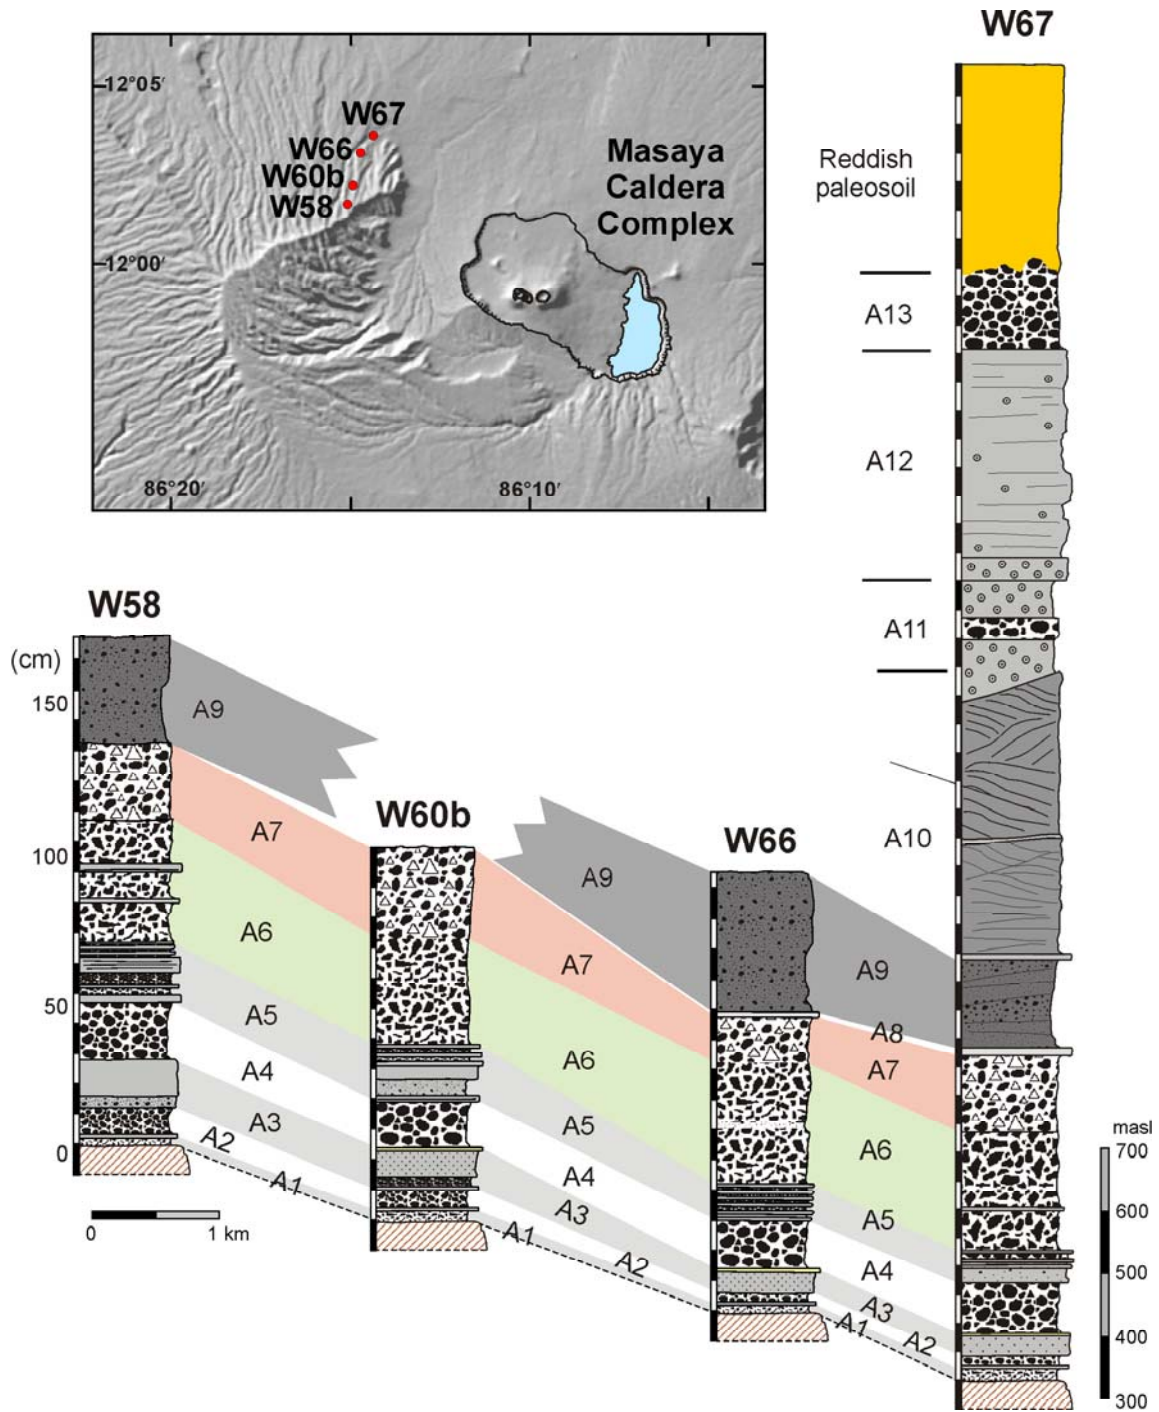 W67
12°05′
W67
W66
W60b
W58
Masaya
Caldera
Complex
12°00′
86°20′
86°10′
Reddish
paleosoil
A13
A12
A11
A10
W58
(cm)
150
100
50
0
A9
A7
A6
A5
A4
A3
A2
A1
0
1 km
W60b
A9
A7
A6
A5
A4
A3
A2
A1
W66
A9
A8
A7
A6
A5
A4
A3
A2
A1
masl
700
600
500
400
300